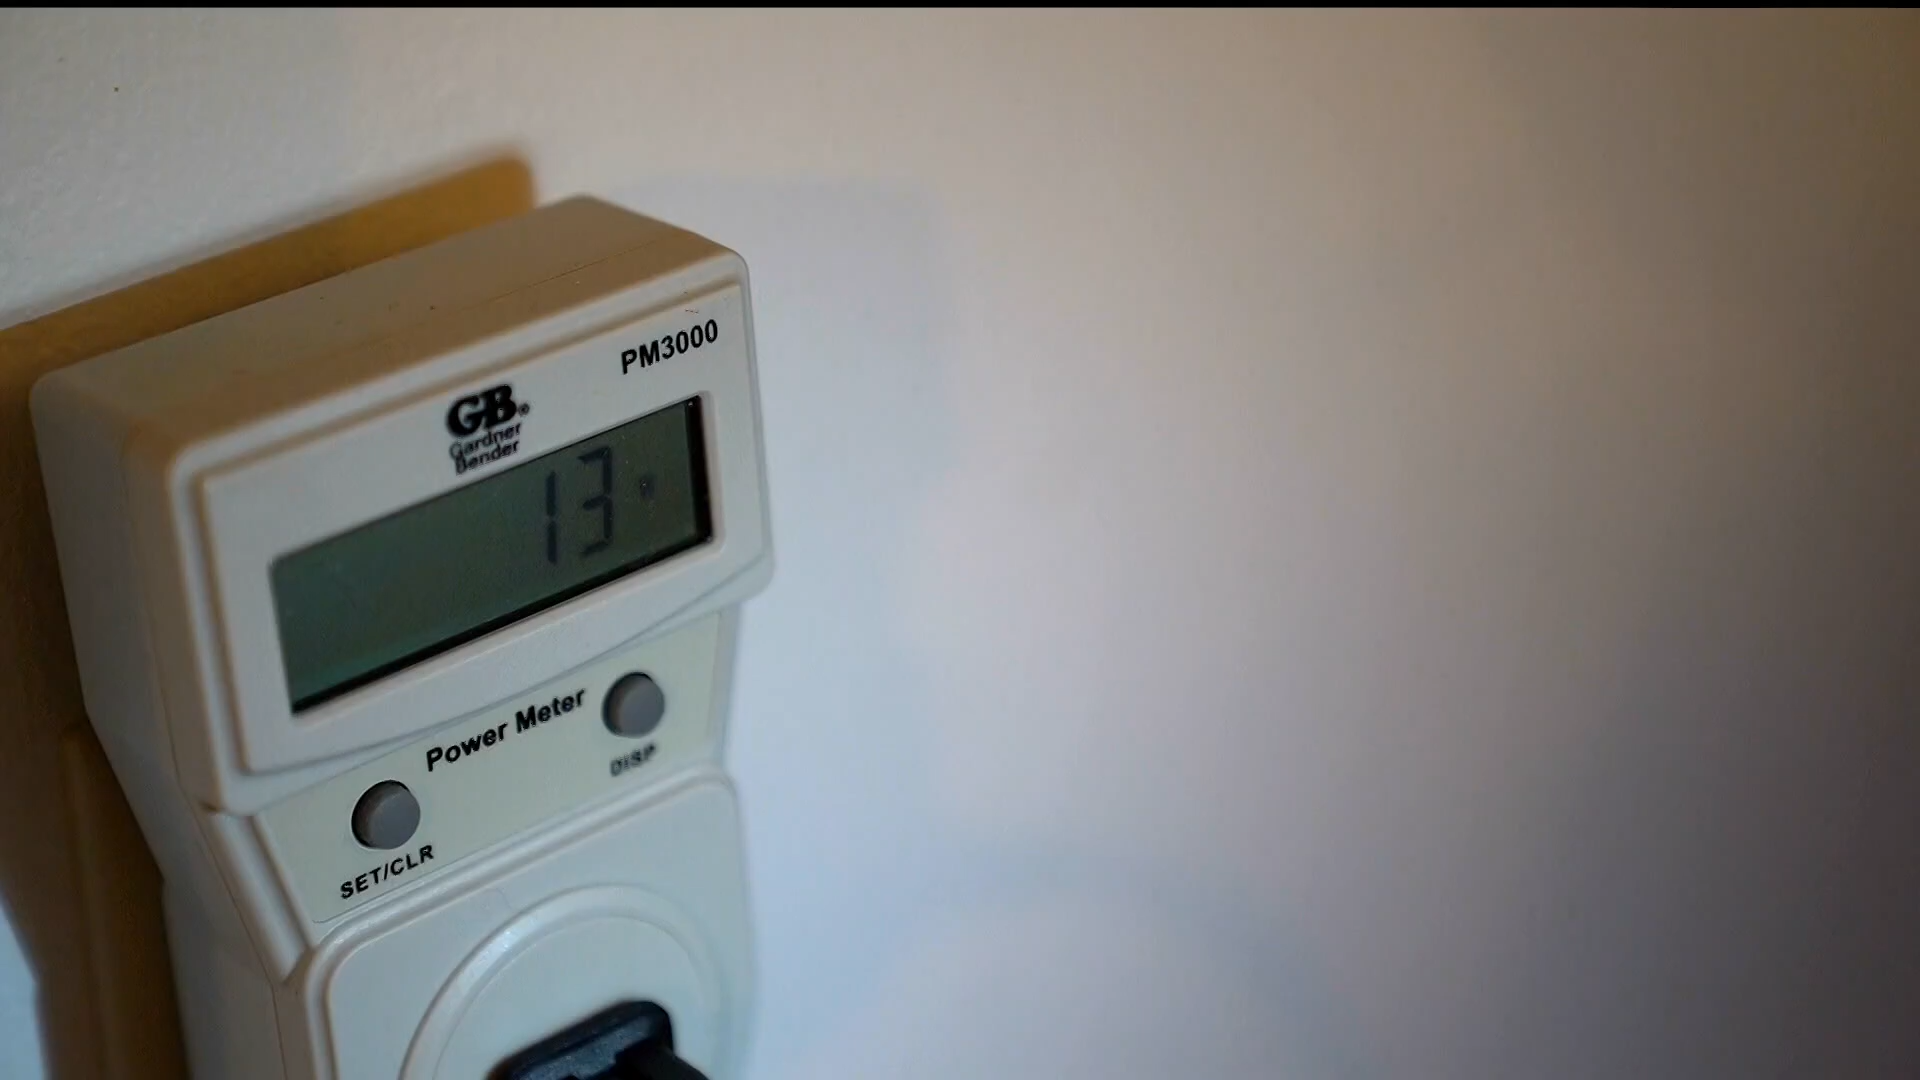 PM3000
GB®
Gardner
Bender
13
Power Meter
DISP
SET/CLR